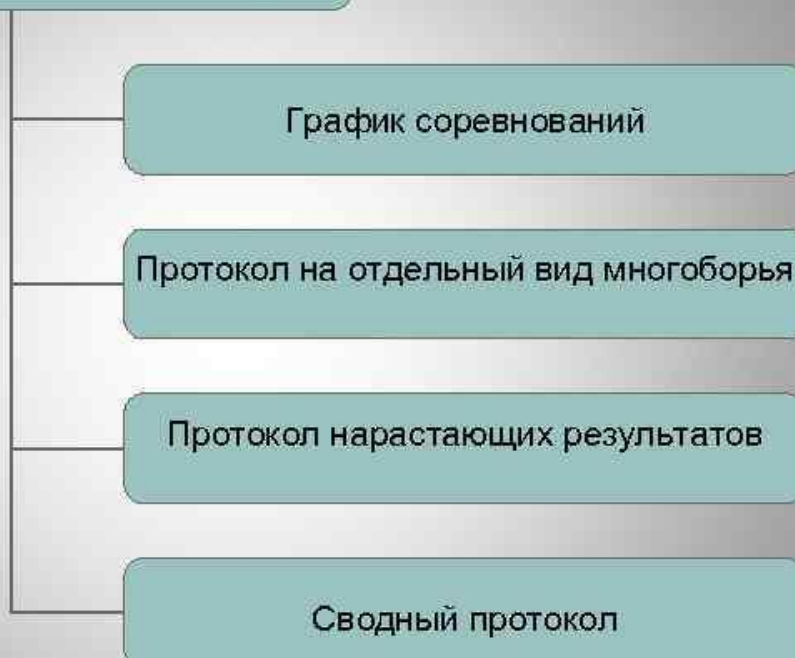 График соревнований
Протокол на отдельный вид многоборья
Протокол нарастающих результатов
Сводный протокол